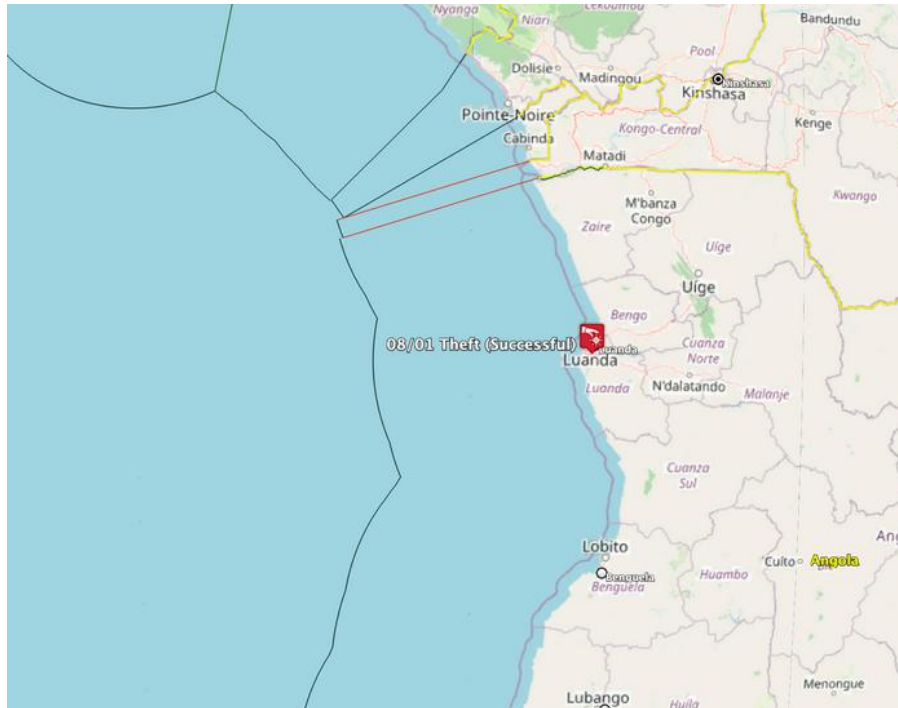 Nyanga
Niari
Lékoumou
Bandundu
Dolisie
Madingou
Pool
Kinshasa
Kinshasa
Pointe-Noire
Kongo-Central
Kenge
Cabinda
Matadi
M'banza
Congo
Kwango
Zaire
Uíge
Uíge
Bengo
08/01 Theft (Successful)
Luanda
Cuanza
Norte
Luanda
N'dalatando
Malanje
Cuanza
Sul
Lobito
Benguela
Benguela
Huambo
Cuíto
Angola
Menongue
Lubango
Huíla